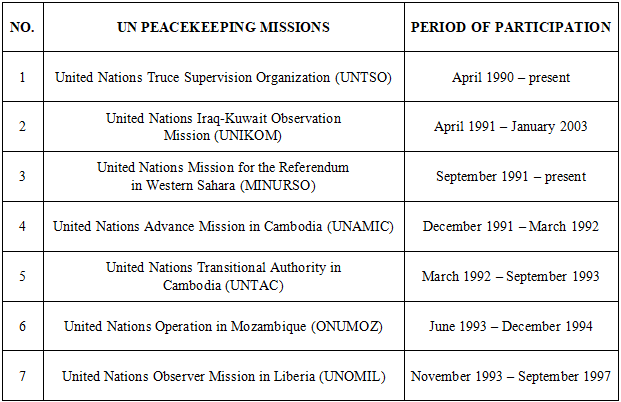 NO. UN PEACEKEEPING MISSIONS PERIOD OF PARTICIPATION
1 United Nations Truce Supervision Organization (UNTSO) April 1990 – present
2 United Nations Iraq-Kuwait Observation
Mission (UNIKOM) April 1991 – January 2003
3 United Nations Mission for the Referendum
in Western Sahara (MINURSO) September 1991 – present
4 United Nations Advance Mission in Cambodia (UNAMIC) December 1991 – March 1992
5 United Nations Transitional Authority in
Cambodia (UNTAC) March 1992 – September 1993
6 United Nations Operation in Mozambique (ONUMOZ) June 1993 – December 1994
7 United Nations Observer Mission in Liberia (UNOMIL) November 1993 – September 1997